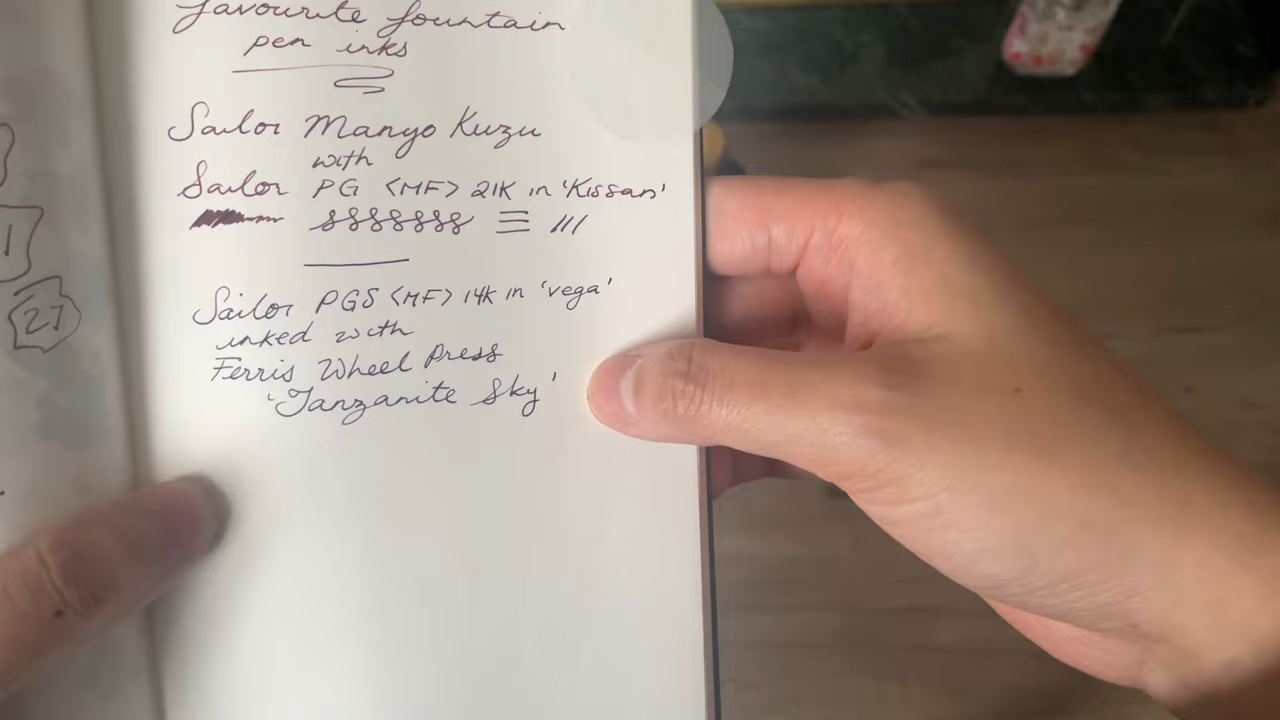 favourite fountain
pen inks
Sailor Manyo Kuzu
with
Sailor PG <MF> 21K in 'Kissan'
Sailor PGS <MF> 14K in 'vega'
inked with
Ferris Wheel Press
'Tanzanite Sky'
27